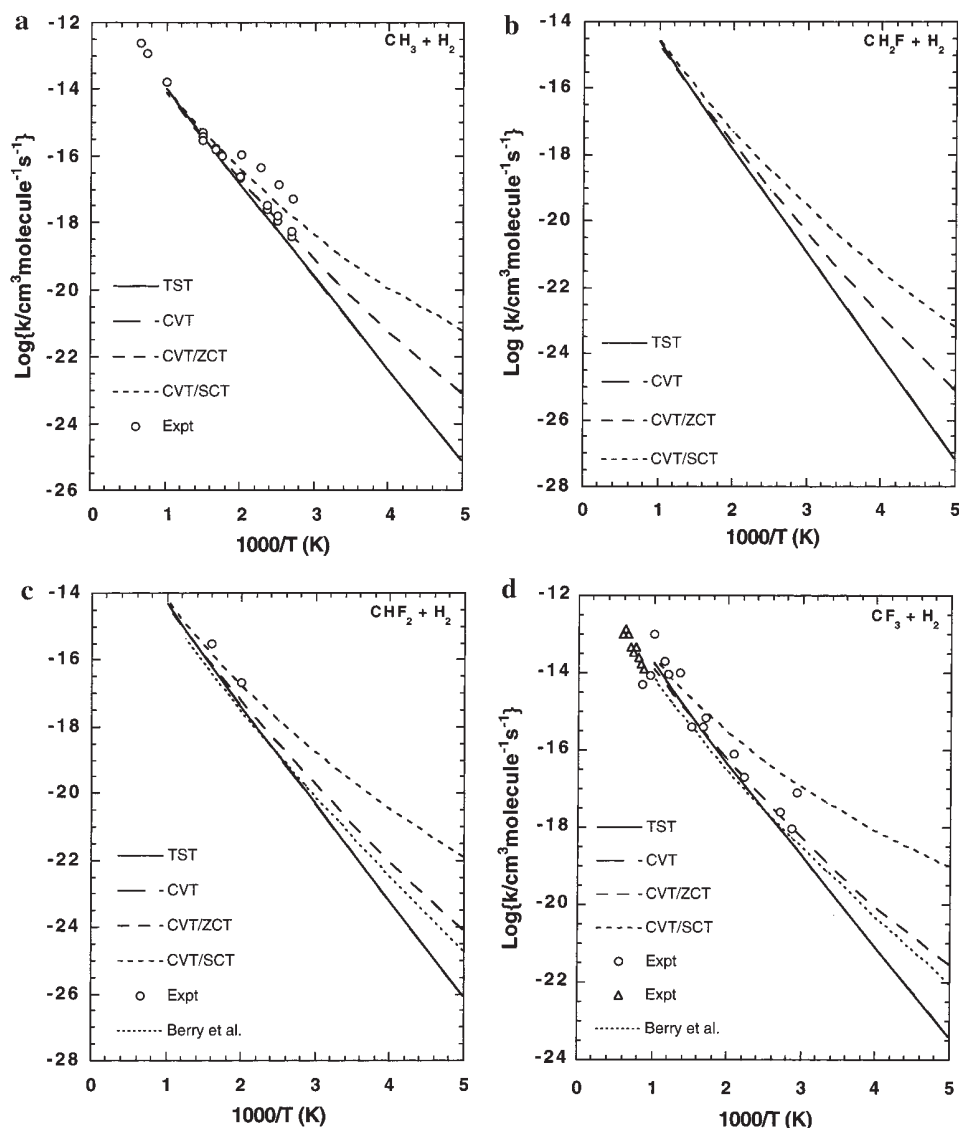 a
CH3 + H2
-12
-14
-16
-18
-20
-22
-24
-26
Log{k/cm3molecule-1s-1}
TST
CVT
CVT/ZCT
CVT/SCT
Expt
0 1 2 3 4 5
1000/T (K)
b
CH2F + H2
-14
-16
-18
-20
-22
-24
-26
-28
Log {k/cm3molecule-1s-1}
TST
CVT
CVT/ZCT
CVT/SCT
0 1 2 3 4 5
1000/T (K)
c
CHF2 + H2
-14
-16
-18
-20
-22
-24
-26
-28
Log{k/cm3molecule-1s-1}
TST
CVT
CVT/ZCT
CVT/SCT
Expt
Berry et al.
0 1 2 3 4 5
1000/T (K)
d
CF3 + H2
-12
-14
-16
-18
-20
-22
-24
Log{k/cm3molecule-1s-1}
TST
CVT
CVT/ZCT
CVT/SCT
Expt
Expt
Berry et al.
0 1 2 3 4 5
1000/T (K)